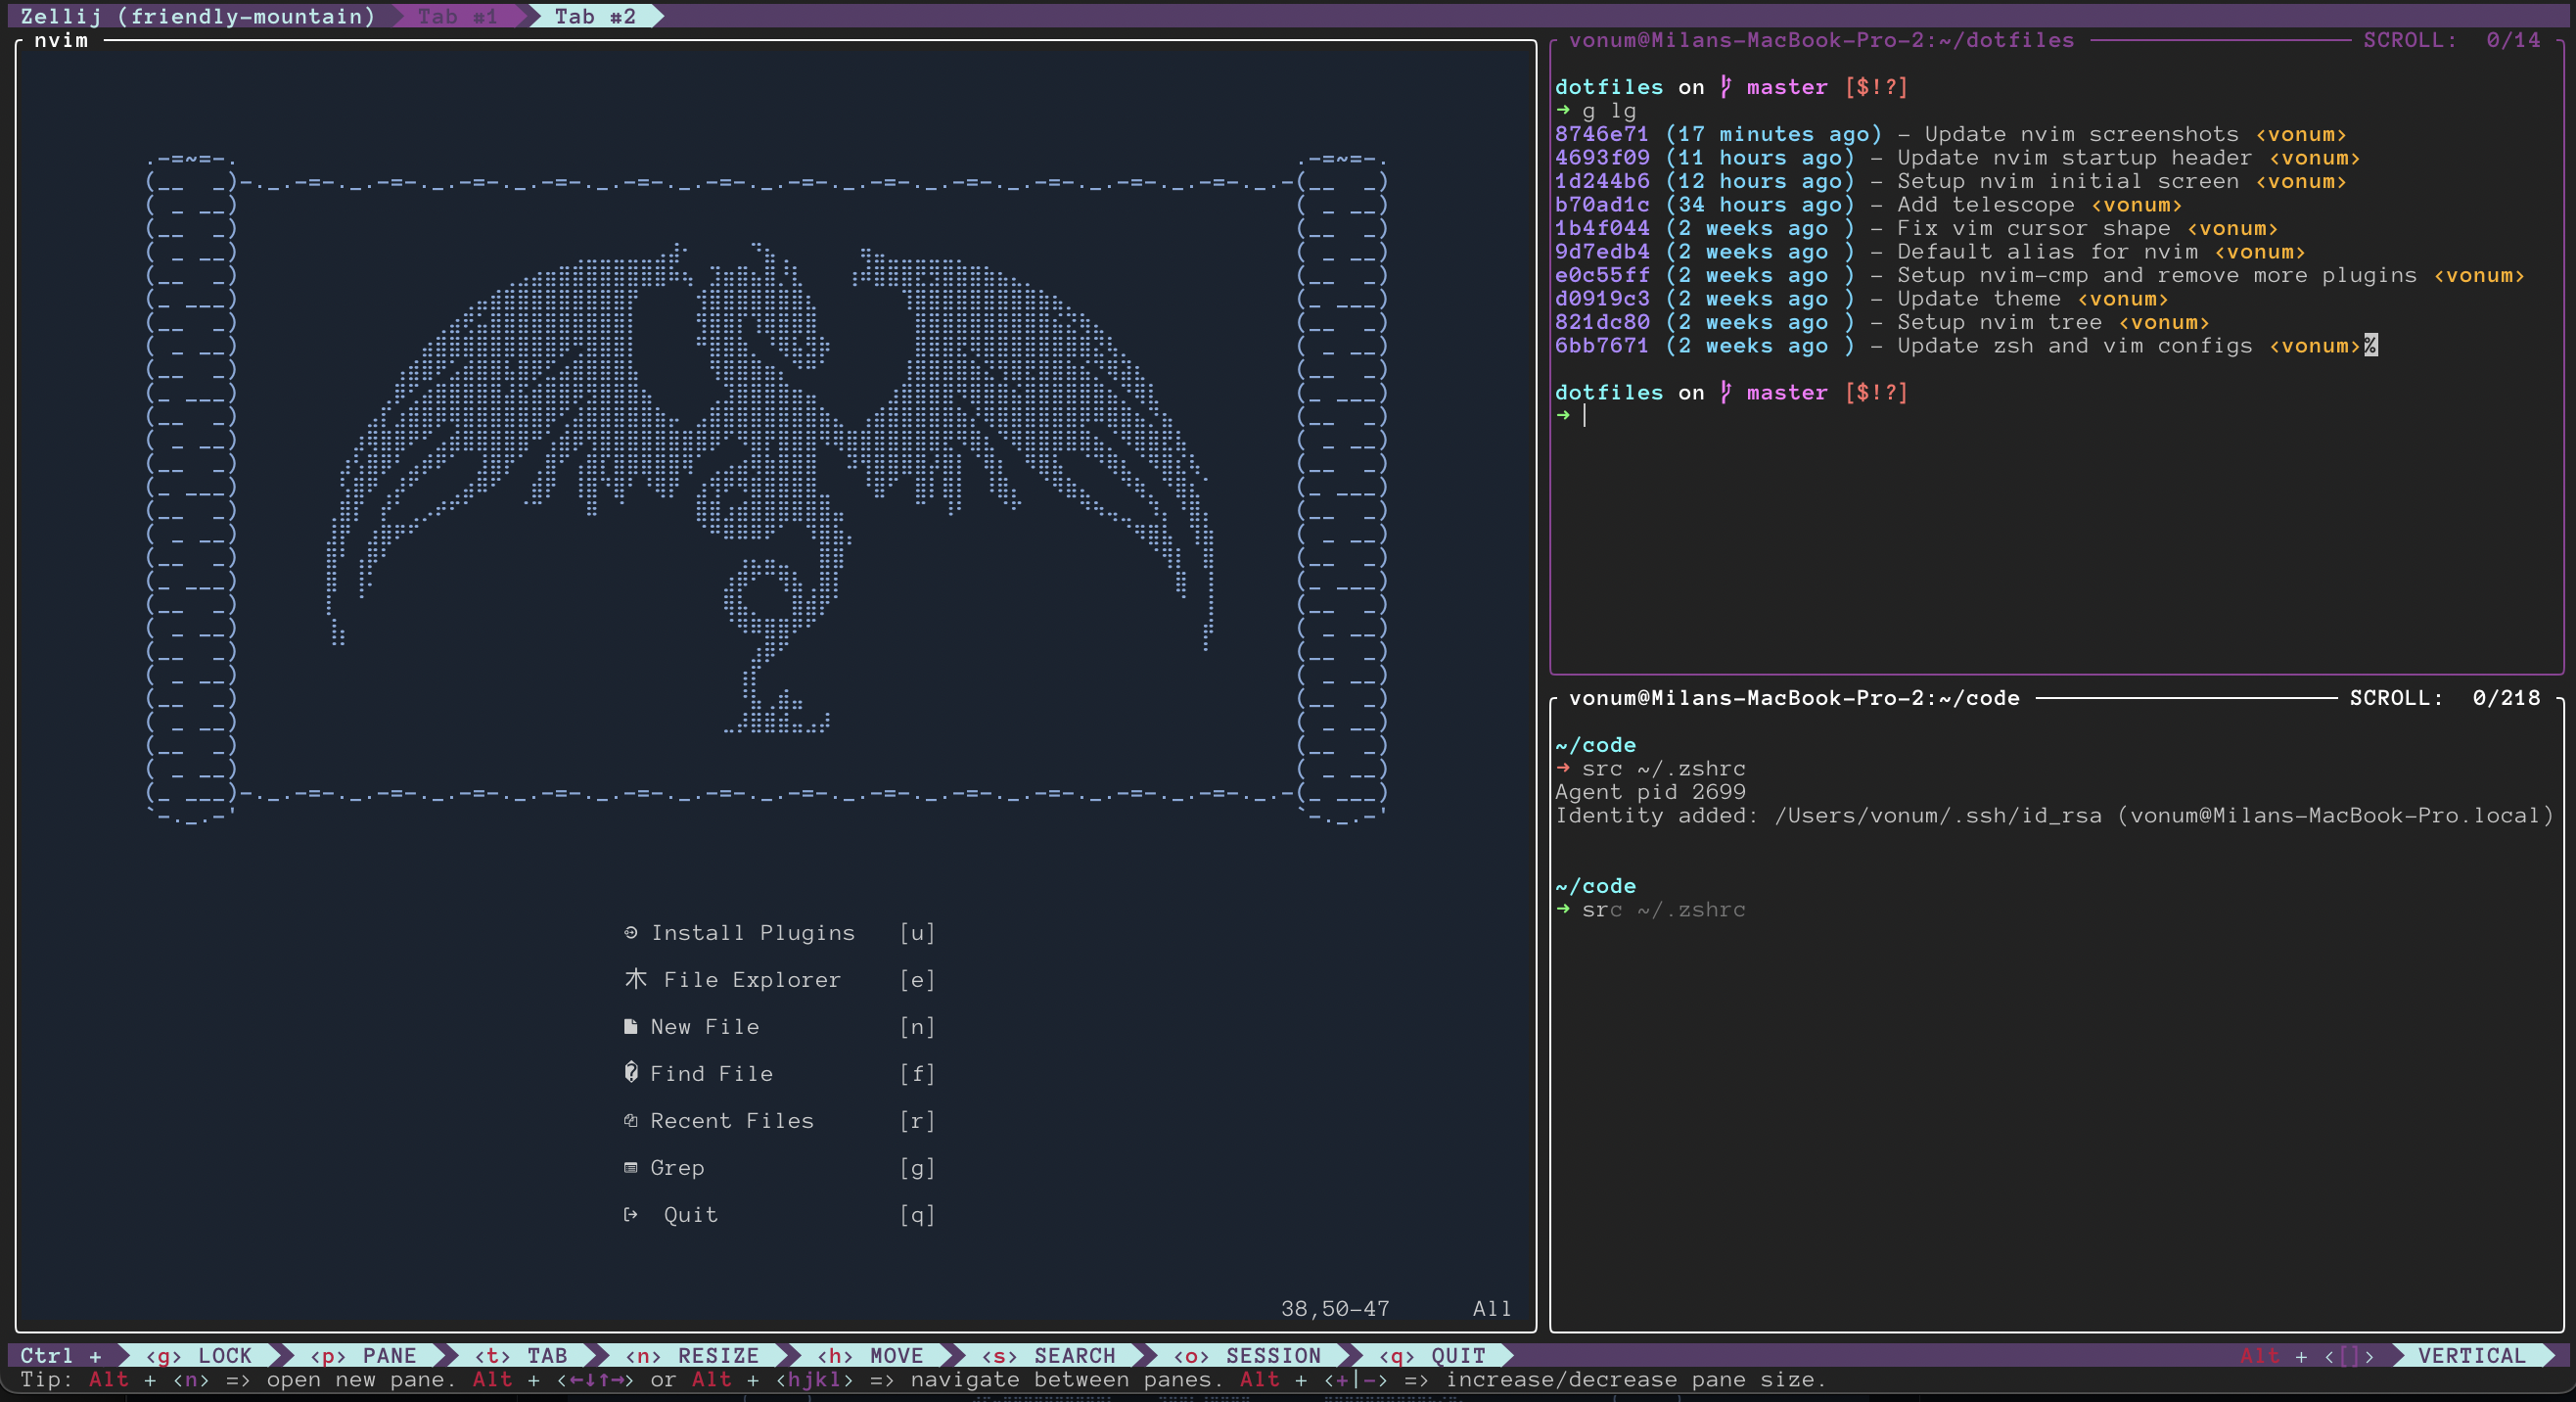 Zellij (friendly-mountain) Tab #1 Tab #2
nvim
Install Plugins [u]
木 File Explorer [e]
New File [n]
Find File [f]
Recent Files [r]
Grep [g]
Quit [q]
38,50-47 All
vonum@Milans-MacBook-Pro-2:~/dotfiles SCROLL: 0/14
dotfiles on master [$!?]
➜ g lg
8746e71 (17 minutes ago) - Update nvim screenshots <vonum>
4693f09 (11 hours ago) - Update nvim startup header <vonum>
1d244b6 (12 hours ago) - Setup nvim initial screen <vonum>
b70ad1c (34 hours ago) - Add telescope <vonum>
1b4f044 (2 weeks ago ) - Fix vim cursor shape <vonum>
9d7edb4 (2 weeks ago ) - Default alias for nvim <vonum>
e0c55ff (2 weeks ago ) - Setup nvim-cmp and remove more plugins <vonum>
d0919c3 (2 weeks ago ) - Update theme <vonum>
821dc80 (2 weeks ago ) - Setup nvim tree <vonum>
6bb7671 (2 weeks ago ) - Update zsh and vim configs <vonum>%
dotfiles on master [$!?]
➜
vonum@Milans-MacBook-Pro-2:~/code SCROLL: 0/218
~/code
➜ src ~/.zshrc
Agent pid 2699
Identity added: /Users/vonum/.ssh/id_rsa (vonum@Milans-MacBook-Pro.local)
~/code
➜ src ~/.zshrc
Ctrl + <g> LOCK <p> PANE <t> TAB <n> RESIZE <h> MOVE <s> SEARCH <o> SESSION <q> QUIT Alt + <[]> VERTICAL
Tip: Alt + <n> => open new pane. Alt + <←↓↑→> or Alt + <hjkl> => navigate between panes. Alt + <+|-> => increase/decrease pane size.